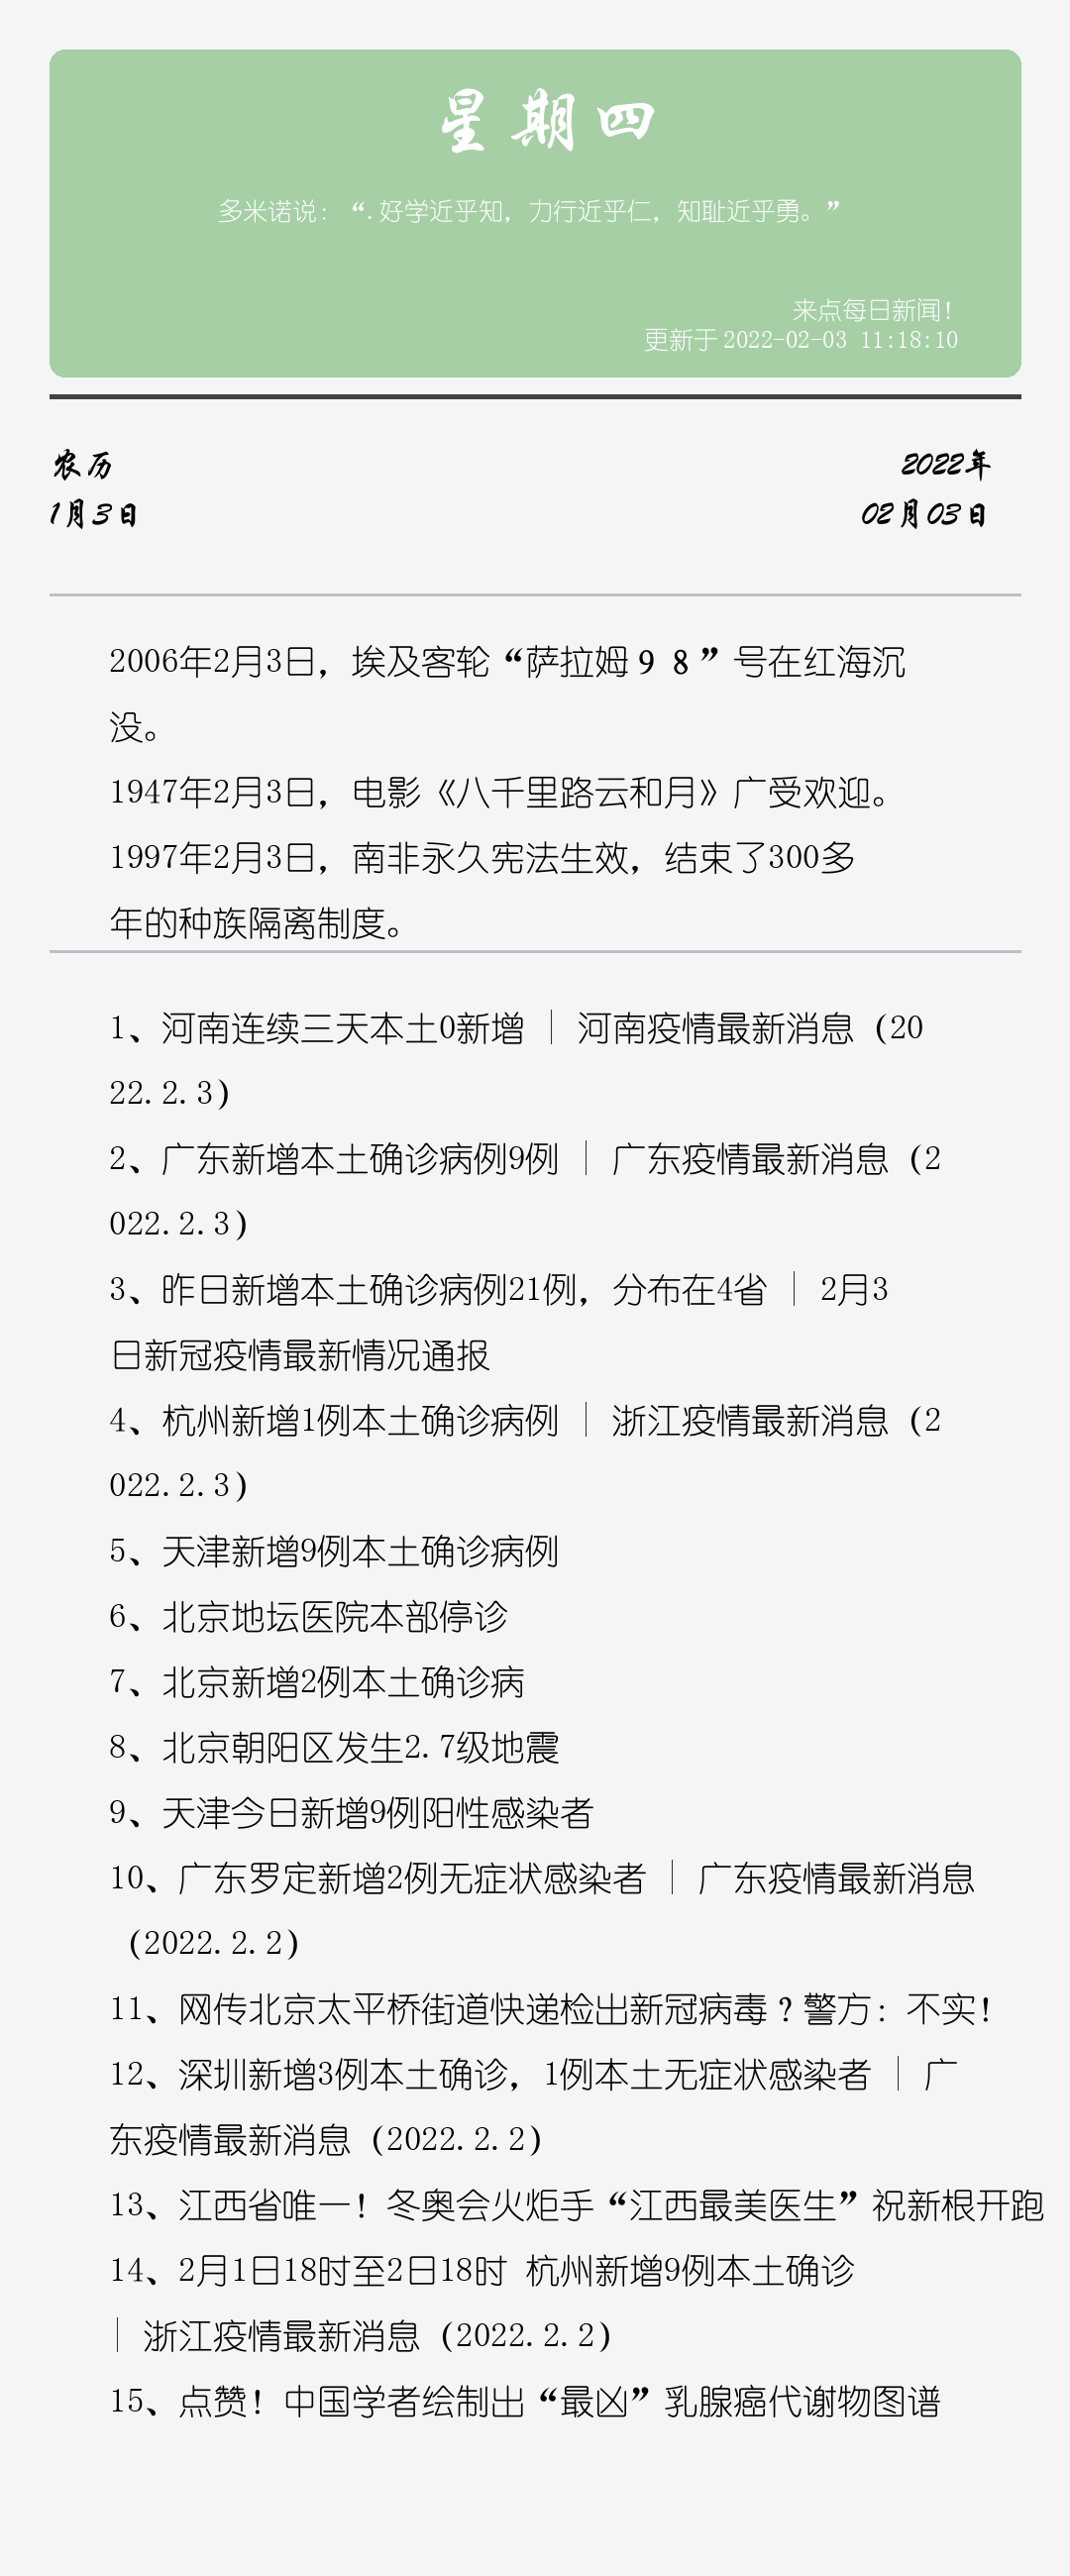 星期四
多米诺说：“.好学近乎知，力行近乎仁，知耻近乎勇。”
来点每日新闻！
更新于2022-02-03 11:18:10
农历
2022年
1月3日
02月03日
2006年2月3日，埃及客轮“萨拉姆９８”号在红海沉
没。
1947年2月3日，电影《八千里路云和月》广受欢迎。
1997年2月3日，南非永久宪法生效，结束了300多
年的种族隔离制度。
1、河南连续三天本土0新增 | 河南疫情最新消息（20
22.2.3）
2、广东新增本土确诊病例9例 | 广东疫情最新消息（2
022.2.3）
3、昨日新增本土确诊病例21例，分布在4省 | 2月3
日新冠疫情最新情况通报
4、杭州新增1例本土确诊病例 | 浙江疫情最新消息（2
022.2.3）
5、天津新增9例本土确诊病例
6、北京地坛医院本部停诊
7、北京新增2例本土确诊病
8、北京朝阳区发生2.7级地震
9、天津今日新增9例阳性感染者
10、广东罗定新增2例无症状感染者 | 广东疫情最新消息
（2022.2.2）
11、网传北京太平桥街道快递检出新冠病毒？警方：不实！
12、深圳新增3例本土确诊，1例本土无症状感染者 | 广
东疫情最新消息（2022.2.2）
13、江西省唯一！冬奥会火炬手“江西最美医生”祝新根开跑
14、2月1日18时至2日18时 杭州新增9例本土确诊
| 浙江疫情最新消息（2022.2.2）
15、点赞！中国学者绘制出“最凶”乳腺癌代谢物图谱